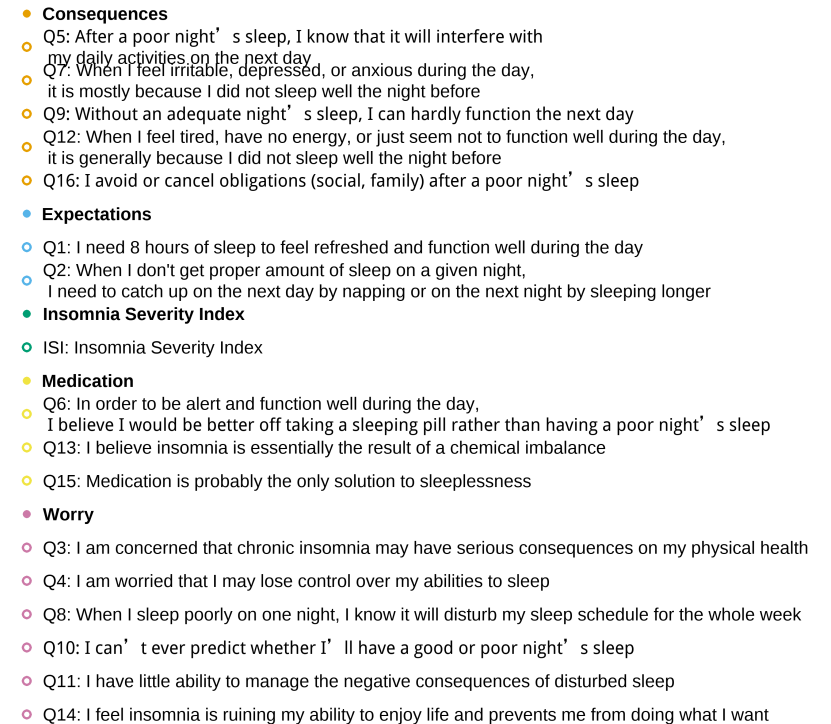 Consequences
Q5: After a poor night’s sleep, I know that it will interfere with
my daily activities on the next day
Q7: When I feel irritable, depressed, or anxious during the day,
it is mostly because I did not sleep well the night before
Q9: Without an adequate night’s sleep, I can hardly function the next day
Q12: When I feel tired, have no energy, or just seem not to function well during the day,
it is generally because I did not sleep well the night before
Q16: I avoid or cancel obligations (social, family) after a poor night’s sleep
Expectations
Q1: I need 8 hours of sleep to feel refreshed and function well during the day
Q2: When I don't get proper amount of sleep on a given night,
I need to catch up on the next day by napping or on the next night by sleeping longer
Insomnia Severity Index
ISI: Insomnia Severity Index
Medication
Q6: In order to be alert and function well during the day,
I believe I would be better off taking a sleeping pill rather than having a poor night’s sleep
Q13: I believe insomnia is essentially the result of a chemical imbalance
Q15: Medication is probably the only solution to sleeplessness
Worry
Q3: I am concerned that chronic insomnia may have serious consequences on my physical health
Q4: I am worried that I may lose control over my abilities to sleep
Q8: When I sleep poorly on one night, I know it will disturb my sleep schedule for the whole week
Q10: I can’t ever predict whether I’ll have a good or poor night’s sleep
Q11: I have little ability to manage the negative consequences of disturbed sleep
Q14: I feel insomnia is ruining my ability to enjoy life and prevents me from doing what I want